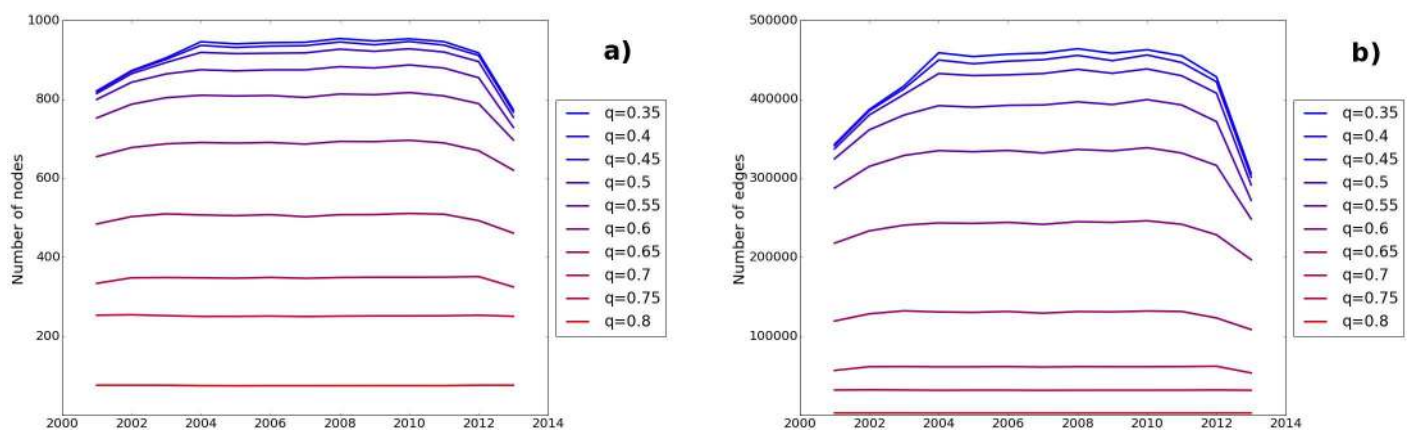 a)
Number of nodes
1000
800
600
400
200
2000 2002 2004 2006 2008 2010 2012 2014
q=0.35
q=0.4
q=0.45
q=0.5
q=0.55
q=0.6
q=0.65
q=0.7
q=0.75
q=0.8
b)
Number of edges
500000
400000
300000
200000
100000
2000 2002 2004 2006 2008 2010 2012 2014
q=0.35
q=0.4
q=0.45
q=0.5
q=0.55
q=0.6
q=0.65
q=0.7
q=0.75
q=0.8